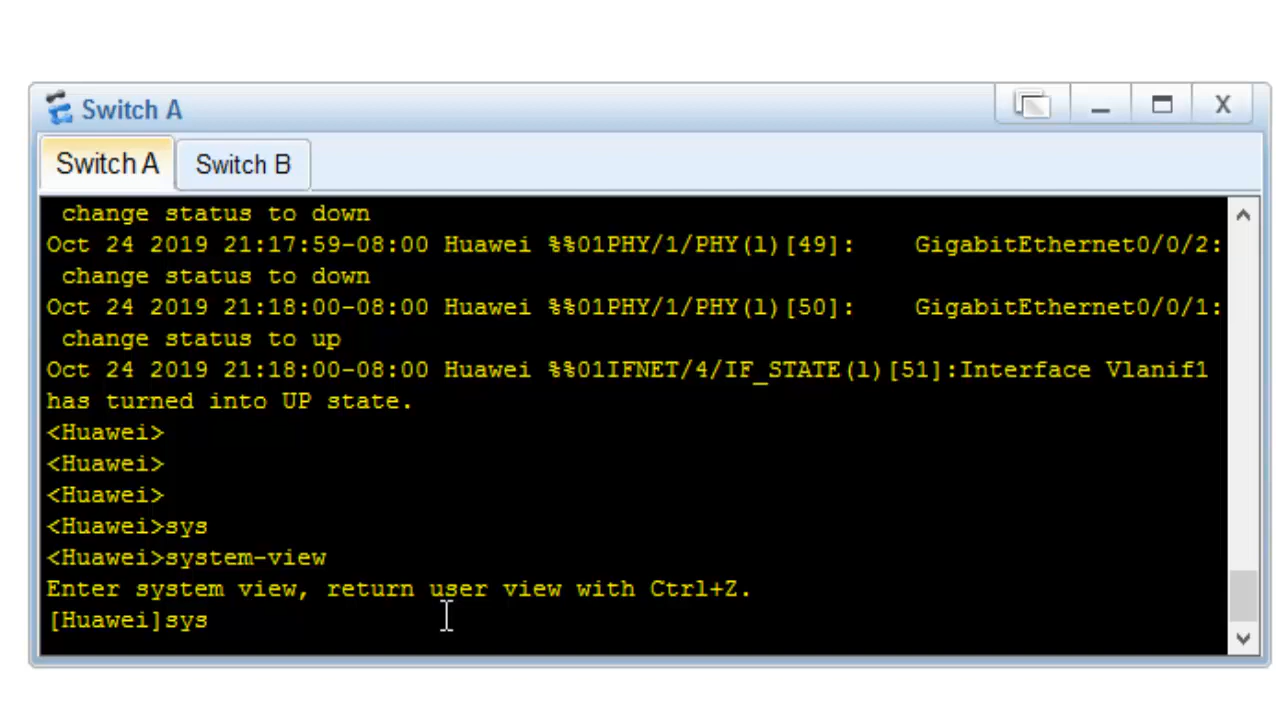 Switch A
X
Switch A
Switch B
change status to down
Oct 24 2019 21:17:59-08:00 Huawei %%01PHY/1/PHY(l)[49]:    GigabitEthernet0/0/2:
change status to down
Oct 24 2019 21:18:00-08:00 Huawei %%01PHY/1/PHY(l)[50]:    GigabitEthernet0/0/1:
change status to up
Oct 24 2019 21:18:00-08:00 Huawei %%01IFNET/4/IF_STATE(l)[51]:Interface Vlanif1
has turned into UP state.
<Huawei>
<Huawei>
<Huawei>
<Huawei>sys
<Huawei>system-view
Enter system view, return user view with Ctrl+Z.
[Huawei]sys